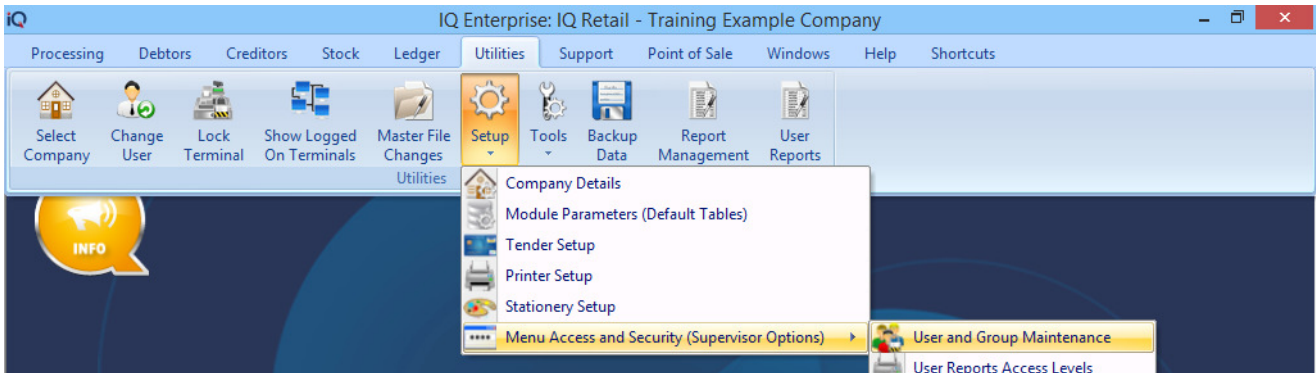 iQ IQ Enterprise: IQ Retail - Training Example Company
Processing Debtors Creditors Stock Ledger Utilities Support Point of Sale Windows Help Shortcuts
Select Company
Change User
Lock Terminal
Show Logged On Terminals
Master File Changes
Setup
Tools
Backup Data
Report Management
User Reports
Utilities
INFO
Company Details
Module Parameters (Default Tables)
Tender Setup
Printer Setup
Stationery Setup
Menu Access and Security (Supervisor Options)
User and Group Maintenance
User Reports Access Levels